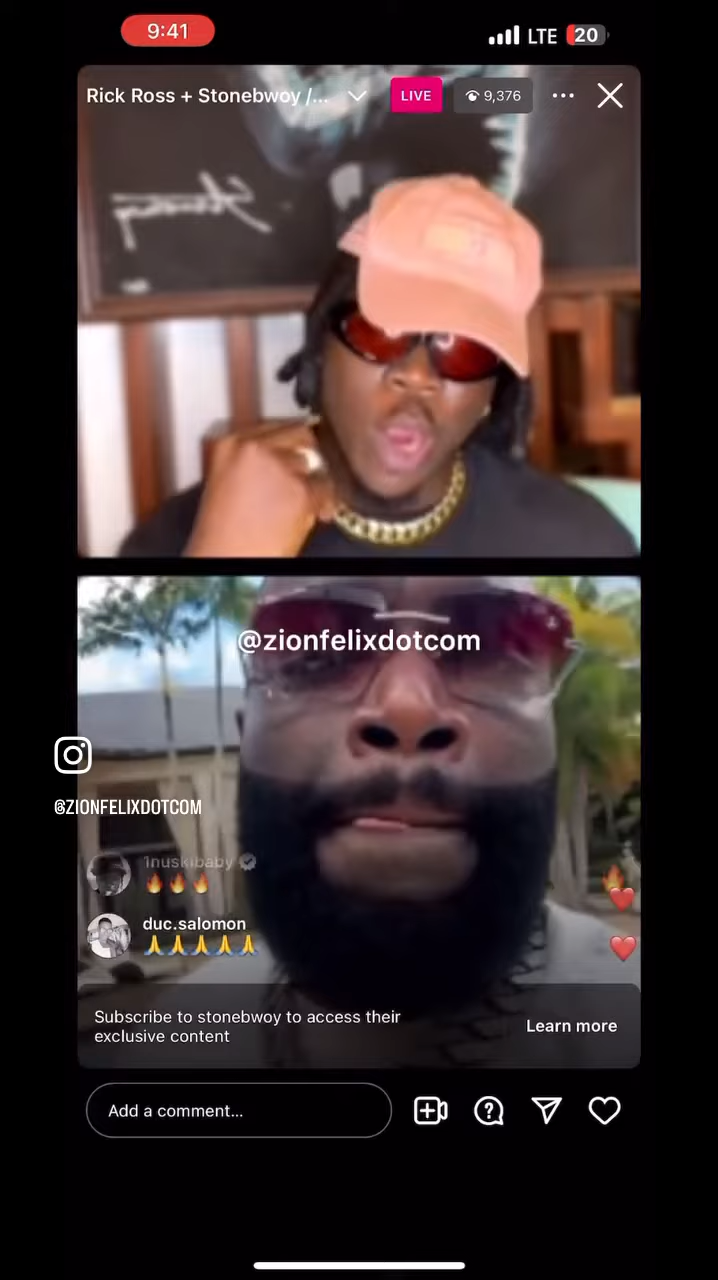 9:41
LTE
20
Rick Ross + Stonebwoy /...
LIVE
9,376
@zionfelixdotcom
@ZIONFELIXDOTCOM
1nuskibaby
duc.salomon
Subscribe to stonebwoy to access their
exclusive content
Learn more
Add a comment...